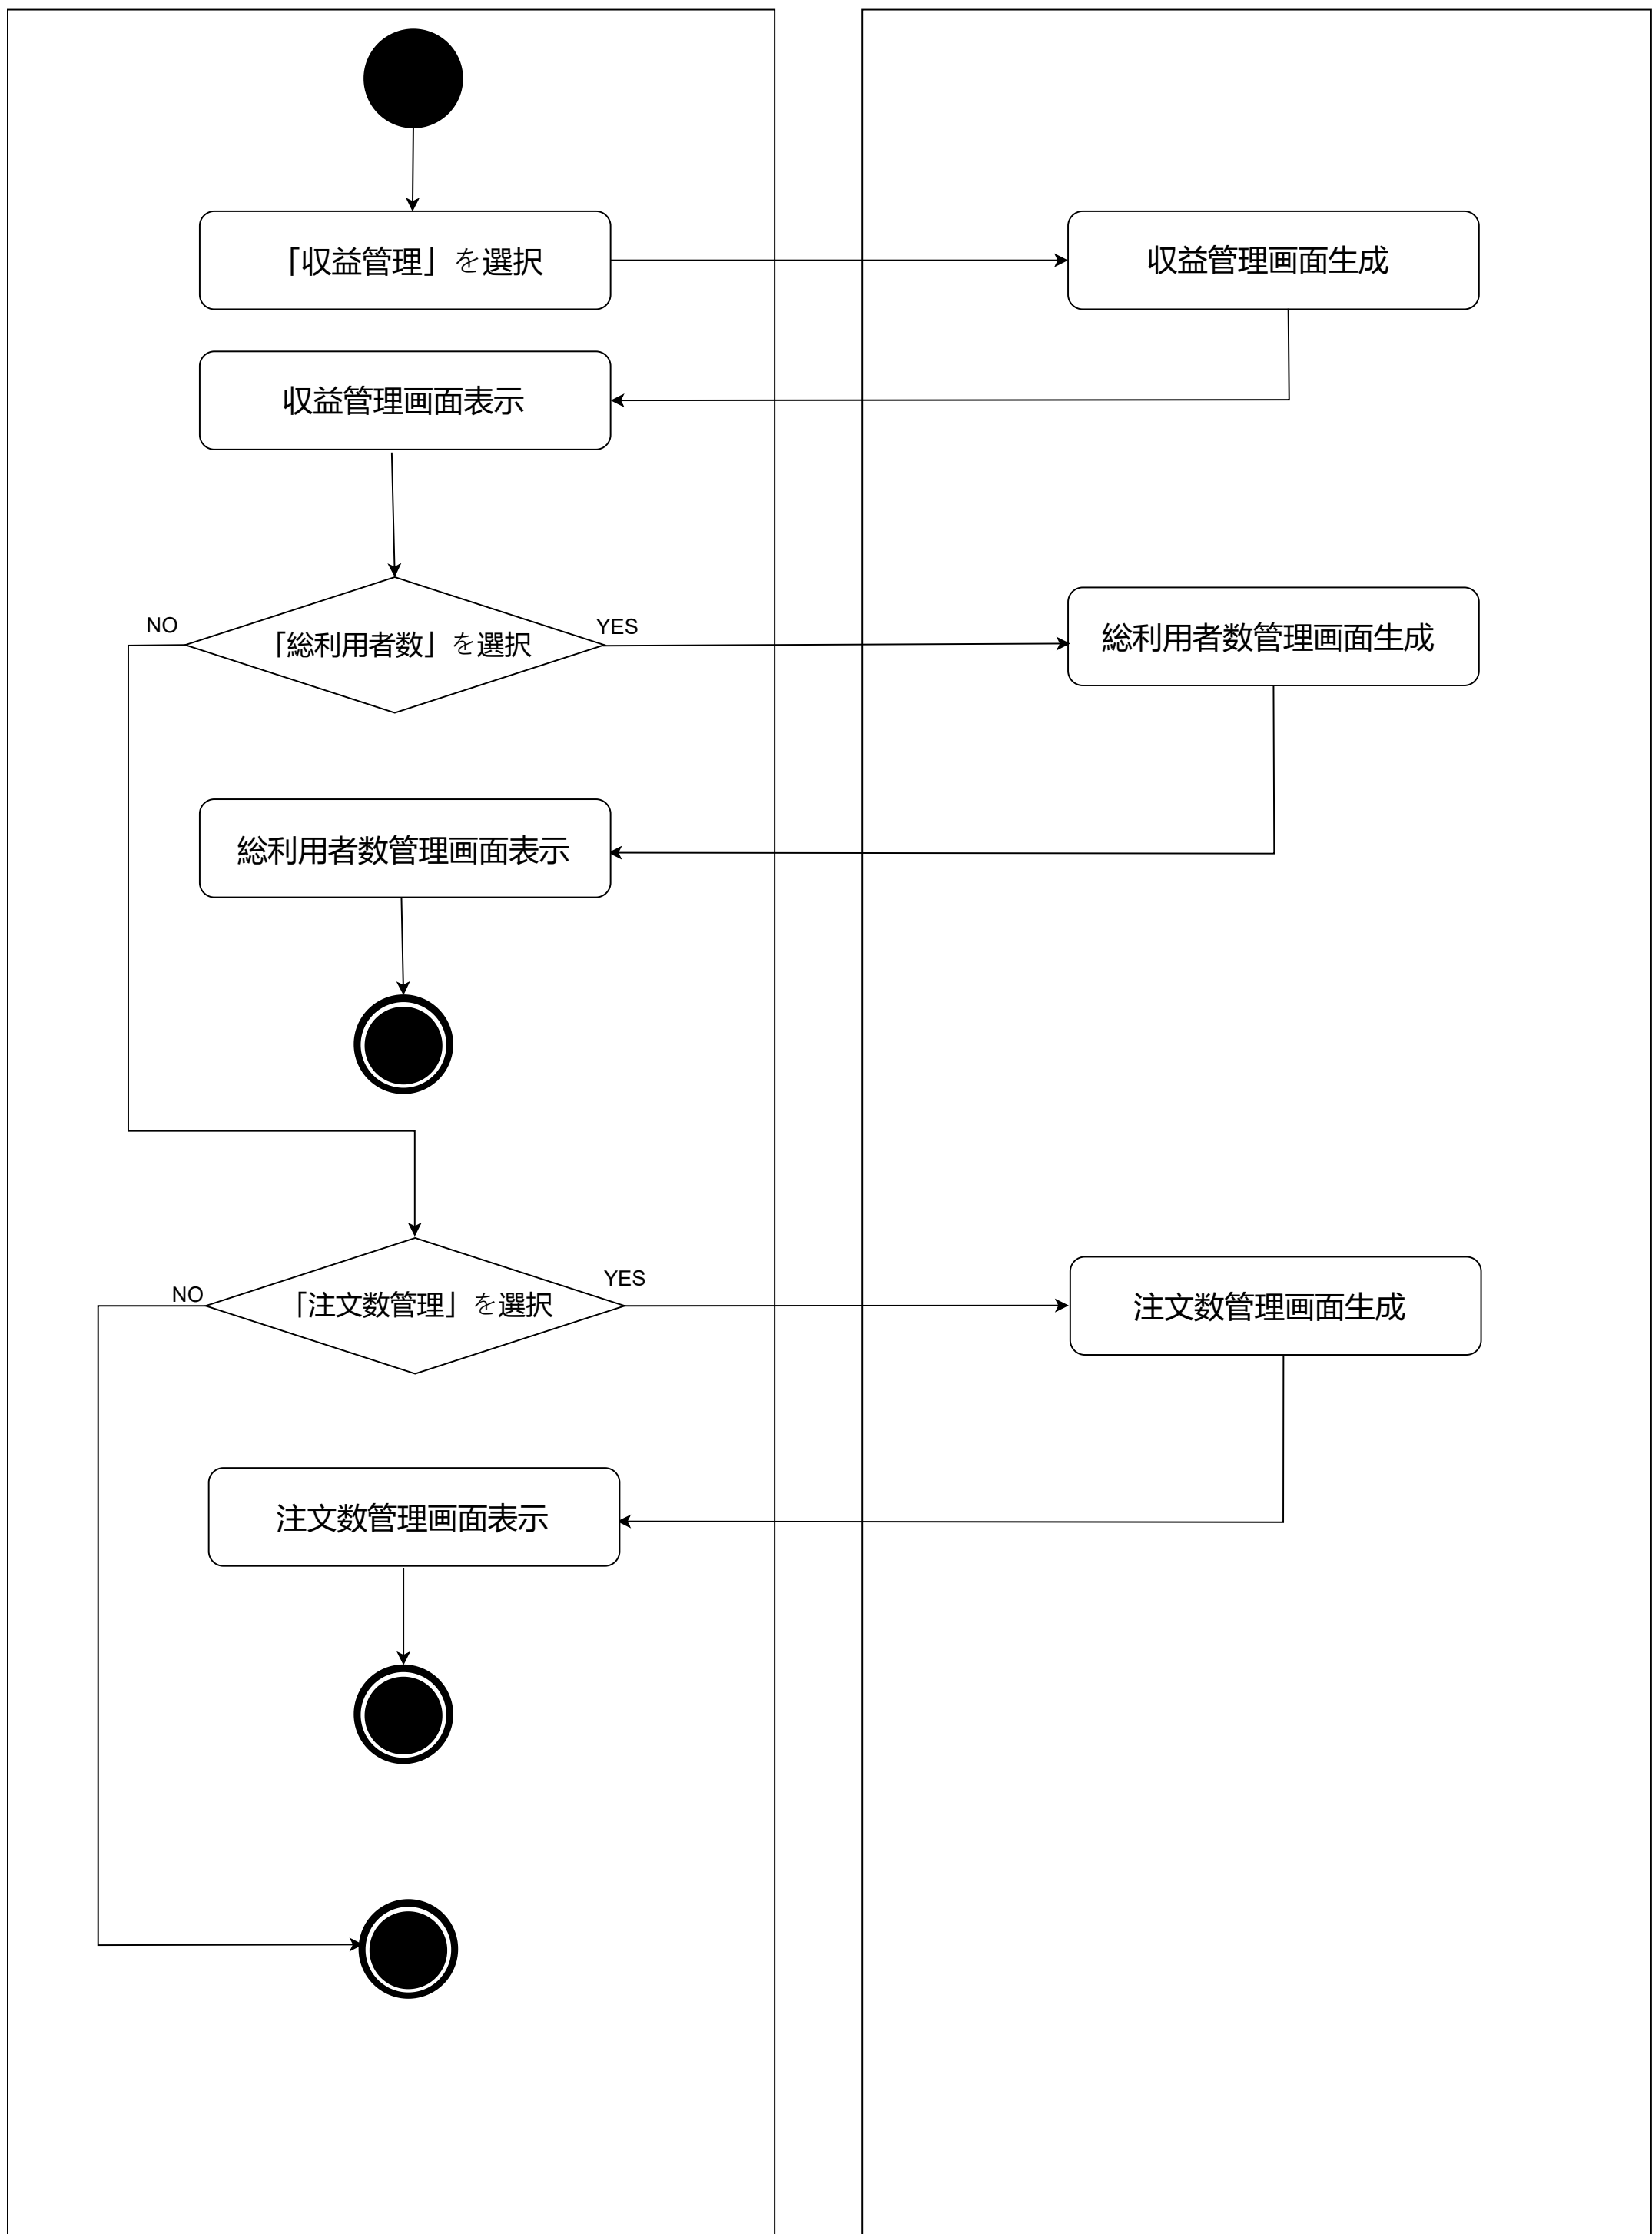 「収益管理」を選択
収益管理画面生成
収益管理画面表示
NO
「総利用者数」を選択
YES
総利用者数管理画面生成
総利用者数管理画面表示
NO
「注文数管理」を選択
YES
注文数管理画面生成
注文数管理画面表示